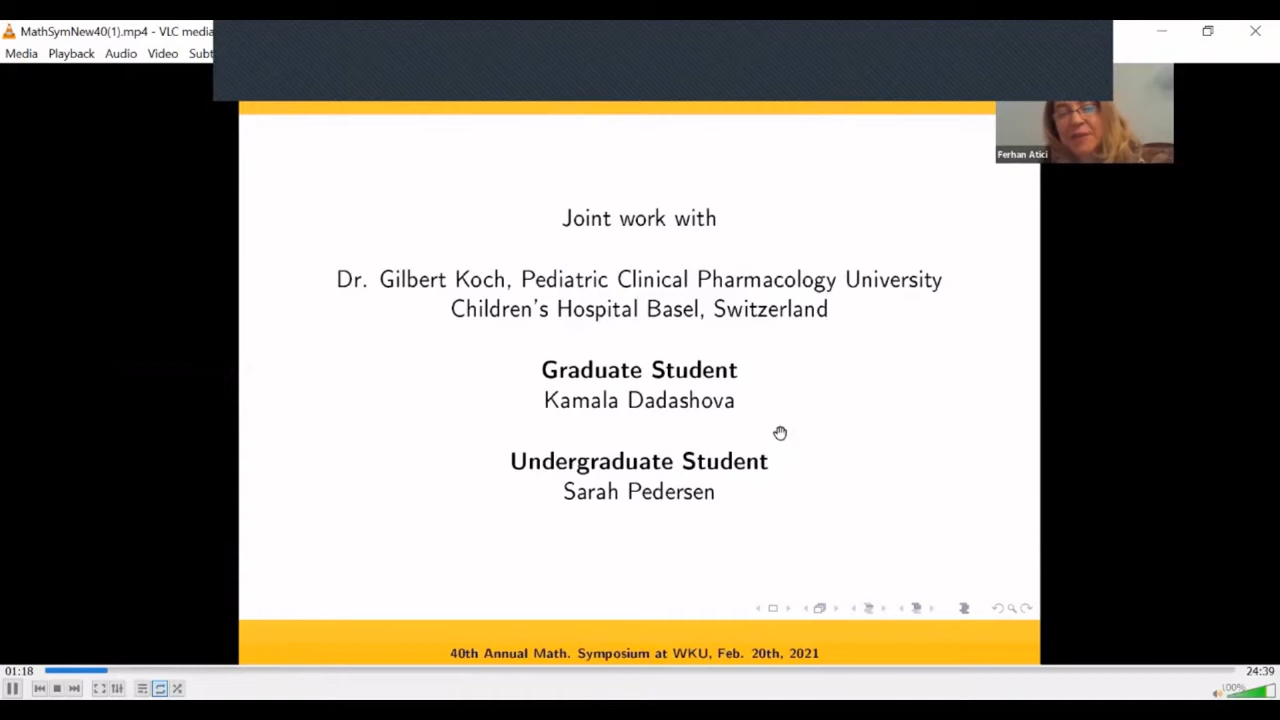 MathSymNew40(1).mp4 - VLC media
Media Playback Audio Video Subt
Ferhan Atici
Joint work with
Dr. Gilbert Koch, Pediatric Clinical Pharmacology University
Children's Hospital Basel, Switzerland
Graduate Student
Kamala Dadashova
Undergraduate Student
Sarah Pedersen
40th Annual Math. Symposium at WKU, Feb. 20th, 2021
01:18
24:39
100%